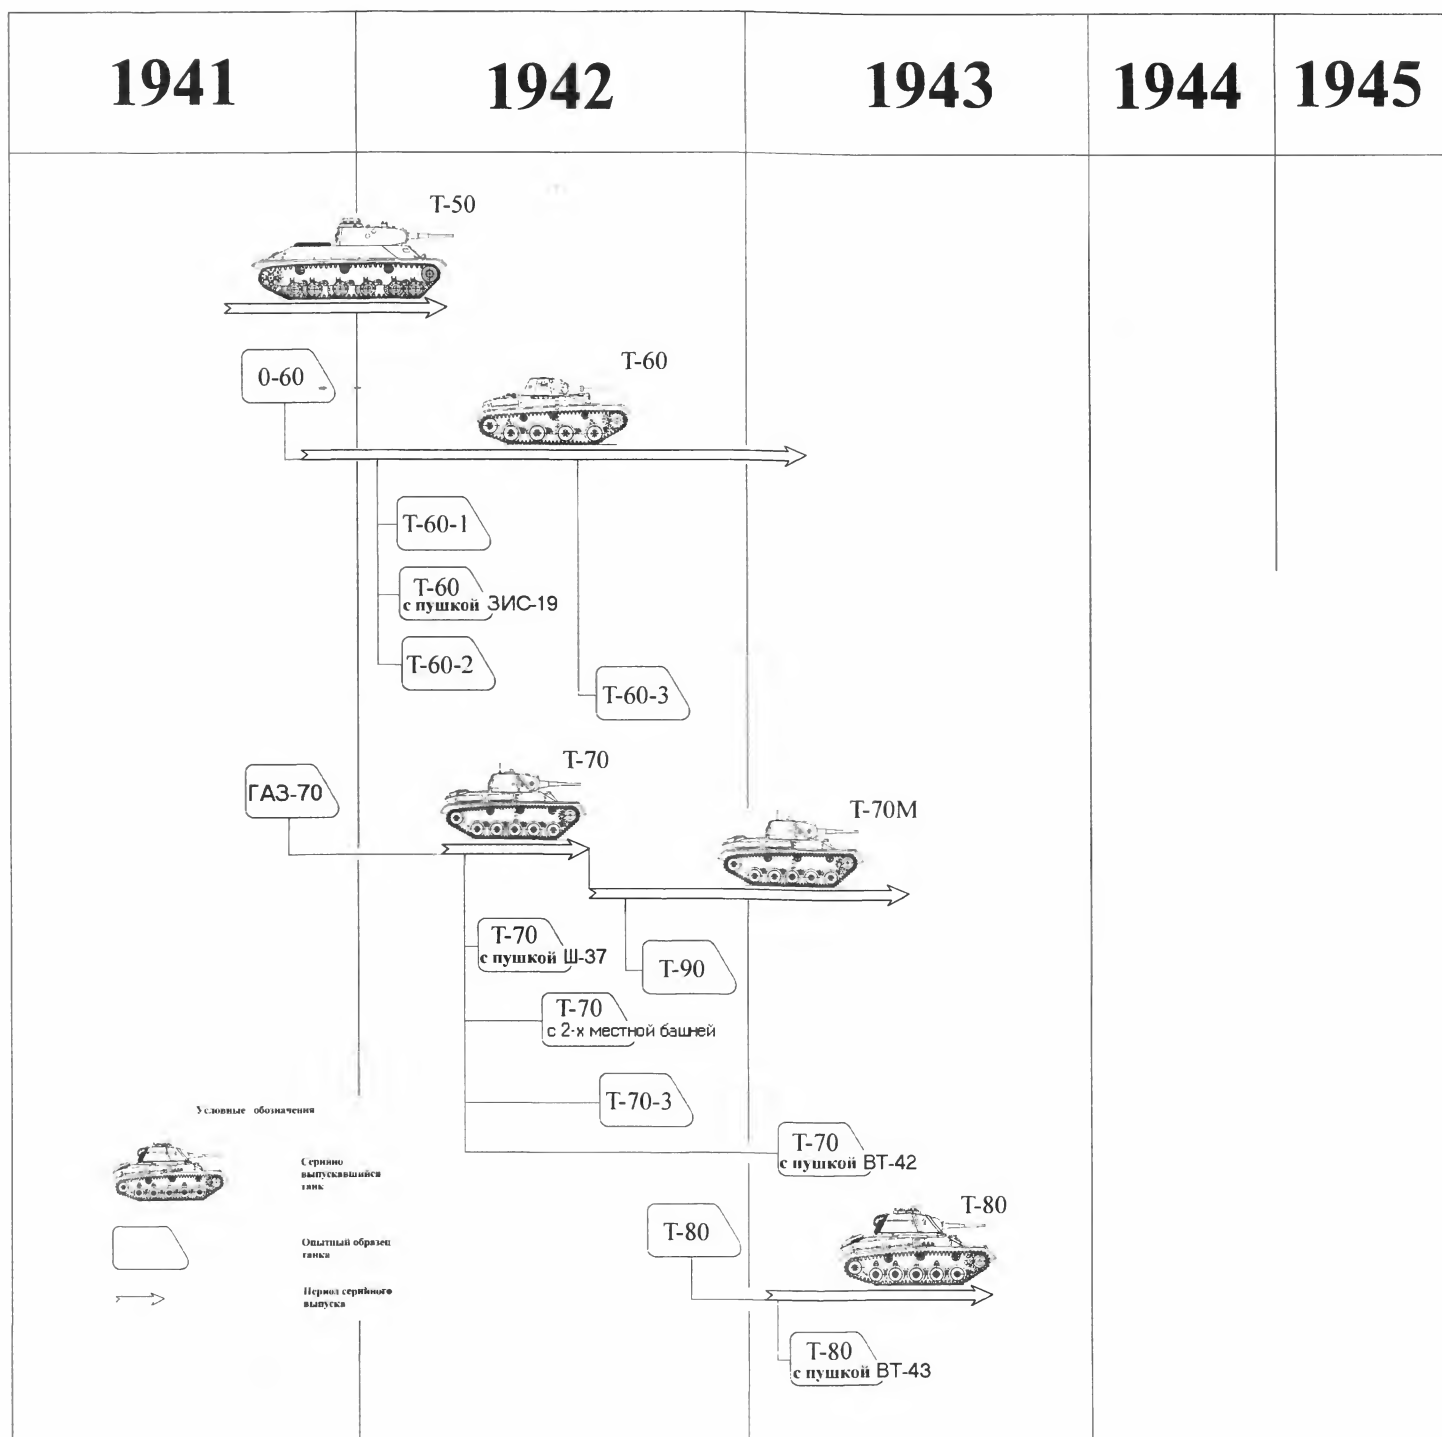 1941 1942 1943 1944 1945
Т-50
0-60
Т-60
Т-60-1
Т-60
с пушкой ЗИС-19
Т-60-2
Т-60-3
ГАЗ-70
Т-70
Т-70М
Т-70
с пушкой Ш-37
Т-90
Т-70
с 2-х местной башней
Т-70-3
Т-70
с пушкой ВТ-42
Т-80
Т-80
Т-80
с пушкой ВТ-43
Условные обозначения
Серийно
выпускавшийся
танк
Опытный образец
танка
Период серийного
выпуска